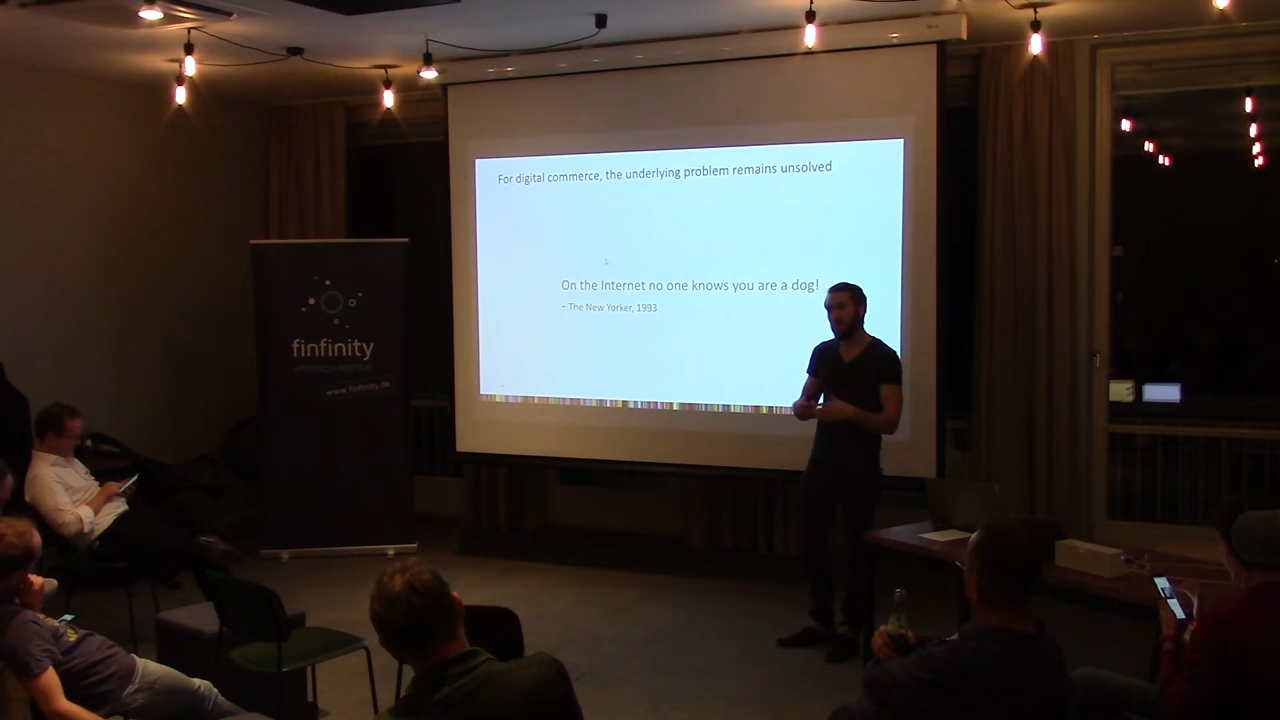 For digital commerce, the underlying problem remains unsolved
On the Internet no one knows you are a dog!
- The New Yorker, 1993
finfinity
www.finfinity.de